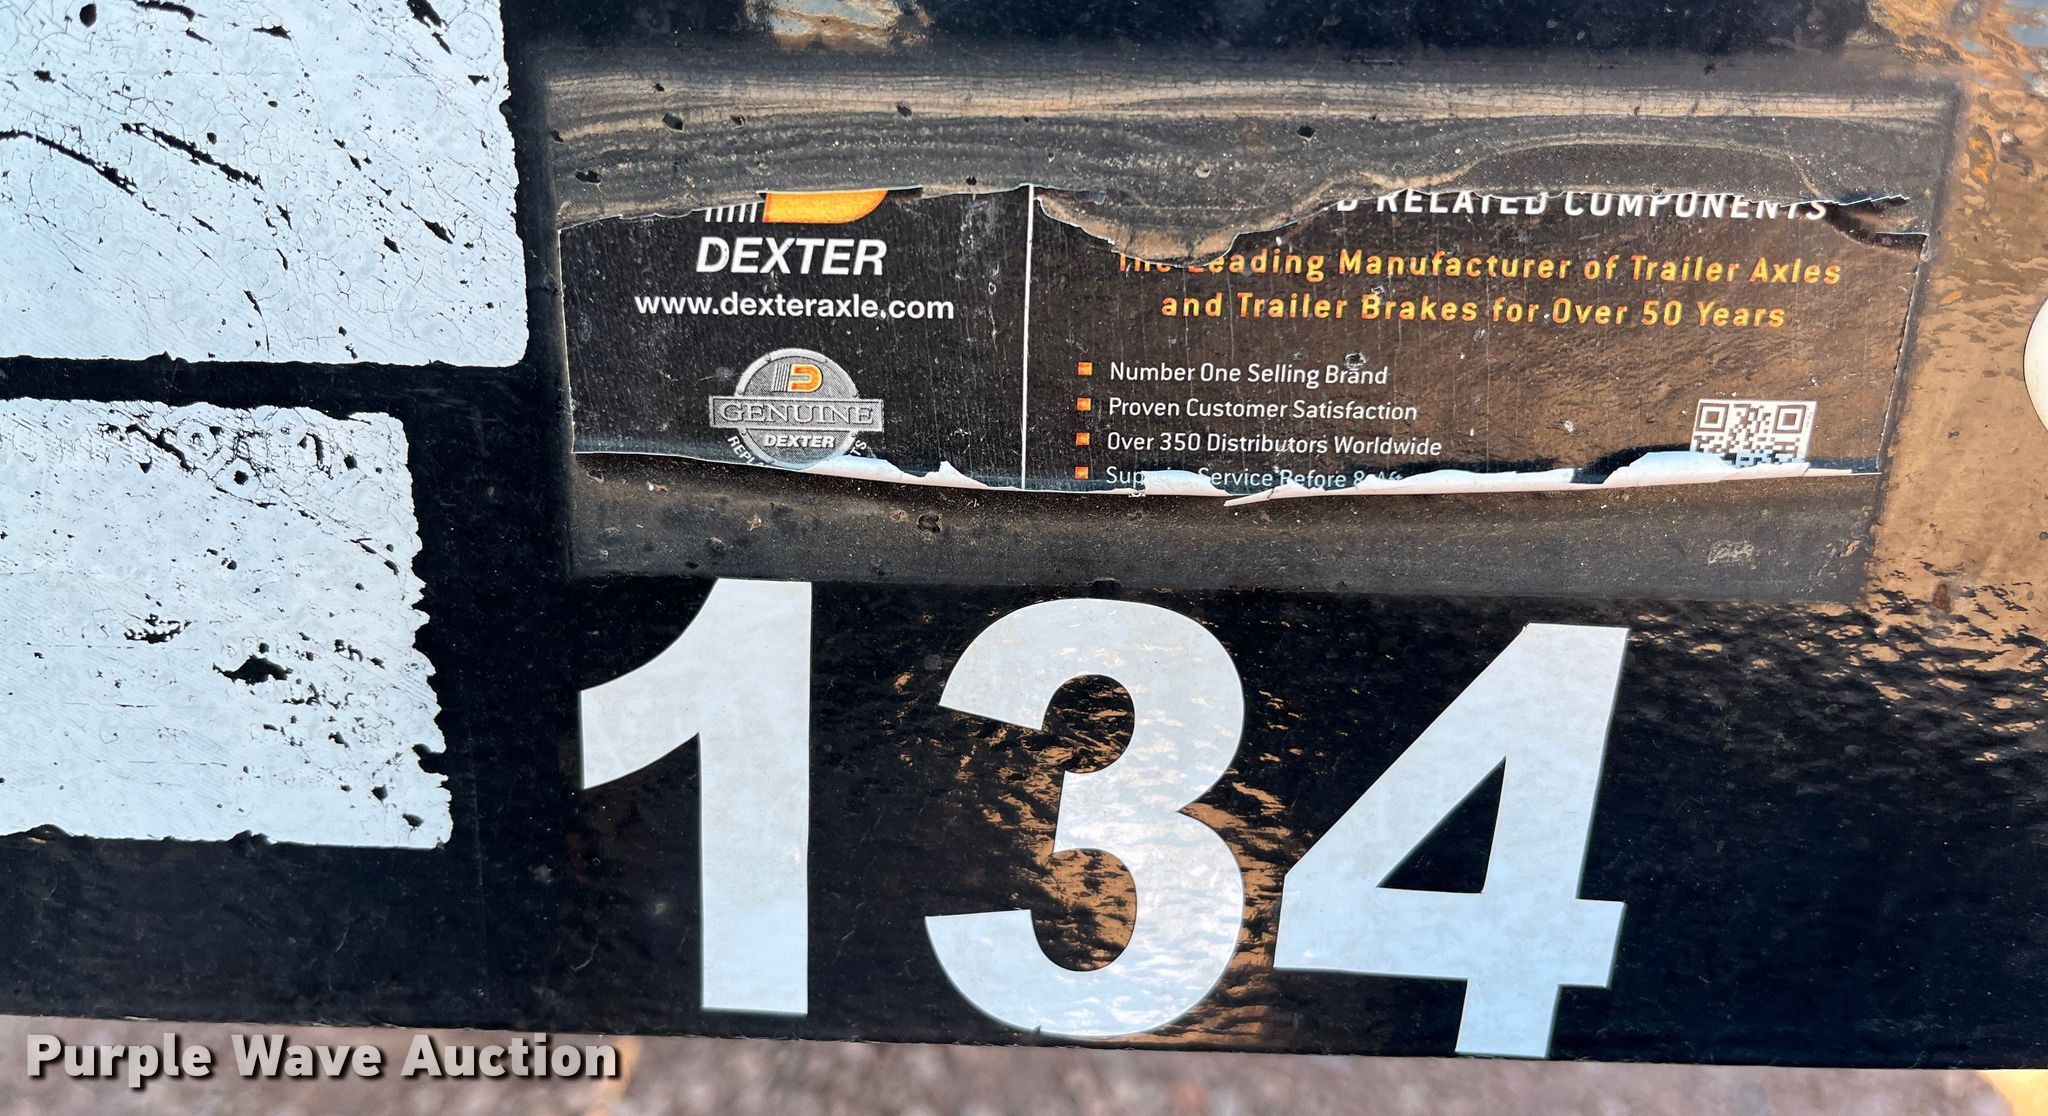 RELATED COMPONENTS
DEXTER
www.dexteraxle.com
The Leading Manufacturer of Trailer Axles
and Trailer Brakes for Over 50 Years
Number One Selling Brand
Proven Customer Satisfaction
Over 350 Distributors Worldwide
Service Before &
D
GENUINE
DEXTER
134
Purple Wave Auction